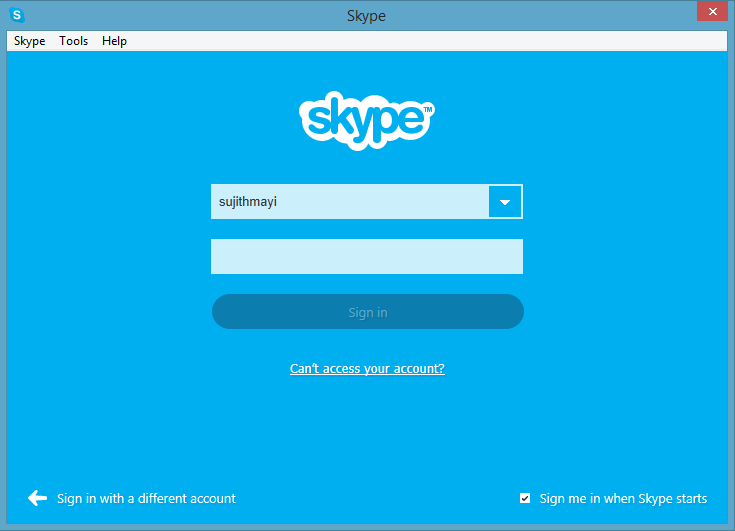 Skype
Skype Tools Help
skype™
sujithmayi
Sign in
Can't access your account?
Sign in with a different account
Sign me in when Skype starts